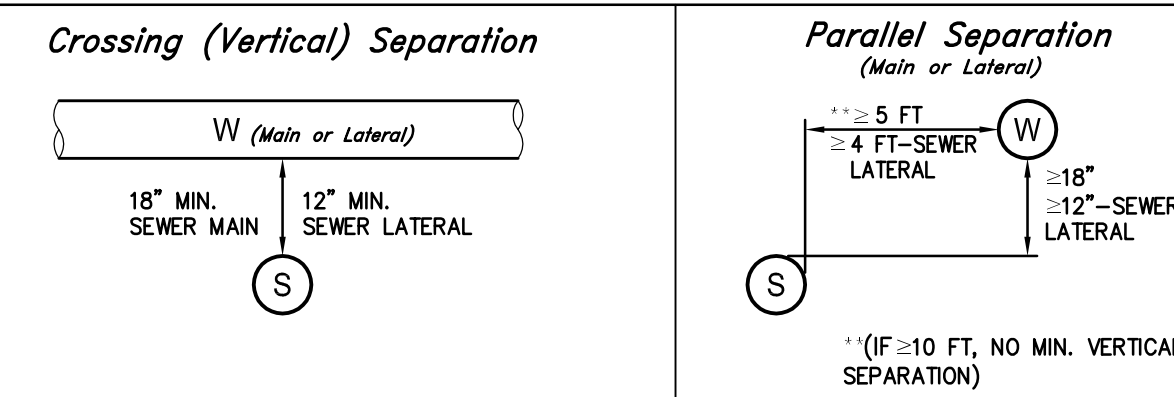 Crossing (Vertical) Separation
W (Main or Lateral)
18" MIN.
SEWER MAIN
12" MIN.
SEWER LATERAL
S
Parallel Separation
(Main or Lateral)
**≥ 5 FT
≥ 4 FT-SEWER
LATERAL
W
≥18"
≥12"-SEWER
LATERAL
S
**(IF ≥10 FT, NO MIN. VERTICAL
SEPARATION)